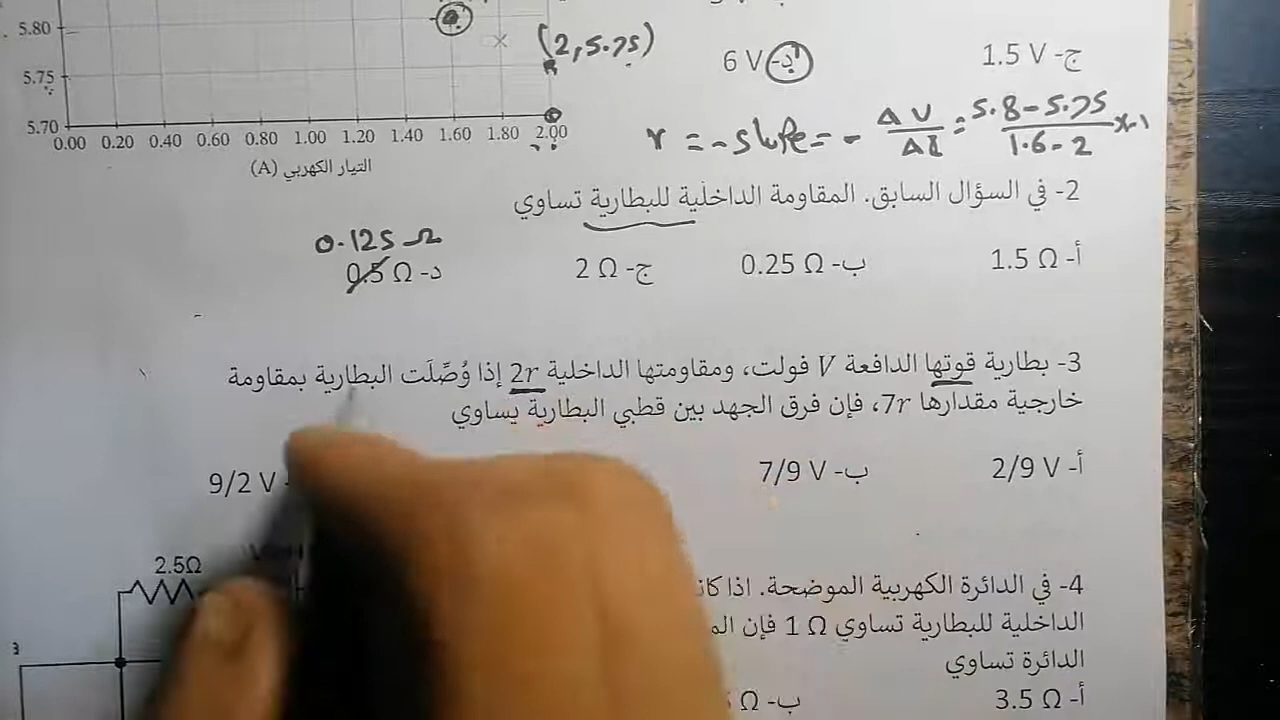 5.80
5.75
5.70
0.00 0.20 0.40 0.60 0.80 1.00 1.20 1.40 1.60 1.80 2.00
التيار الكهربي (A)
(2, 5.75)
ج- 1.5 V
د- 6 V
r = -slope = - ΔV/ΔI = 5.8-5.75/1.6-2 x-1
2- في السؤال السابق. المقاومة الداخلية للبطارية تساوي
0.125 Ω
أ- 1.5 Ω ب- 0.25 Ω ج- 2 Ω د- 0.5 Ω
3- بطارية قوتها الدافعة V فولت، ومقاومتها الداخلية 2r إذا وُصِّلَت البطارية بمقاومة
خارجية مقدارها 7r، فإن فرق الجهد بين قطبي البطارية يساوي
أ- 2/9 V ب- 7/9 V 9/2 V
2.5Ω
4- في الدائرة الكهربية الموضحة. اذا
الداخلية للبطارية تساوي 1 Ω فإن
الدائرة تساوي
أ- 3.5 Ω ب- Ω